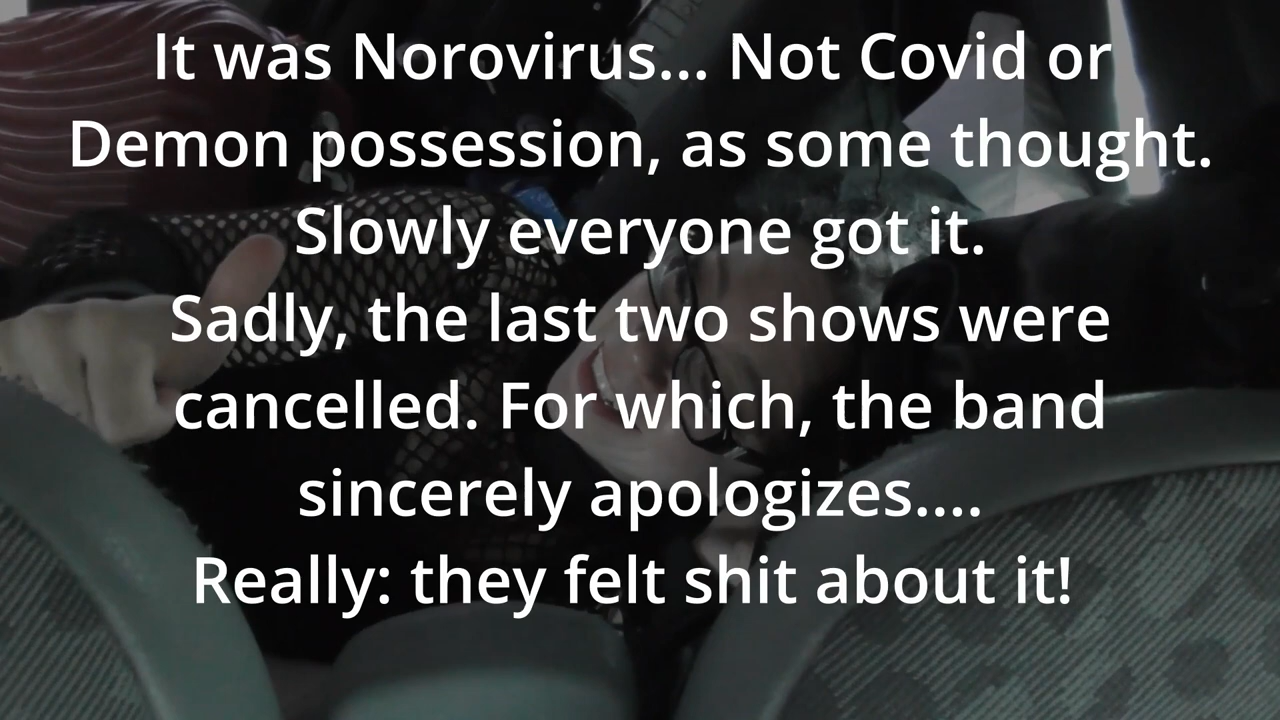 It was Norovirus... Not Covid or
Demon possession, as some thought.
Slowly everyone got it.
Sadly, the last two shows were
cancelled. For which, the band
sincerely apologizes....
Really: they felt shit about it!